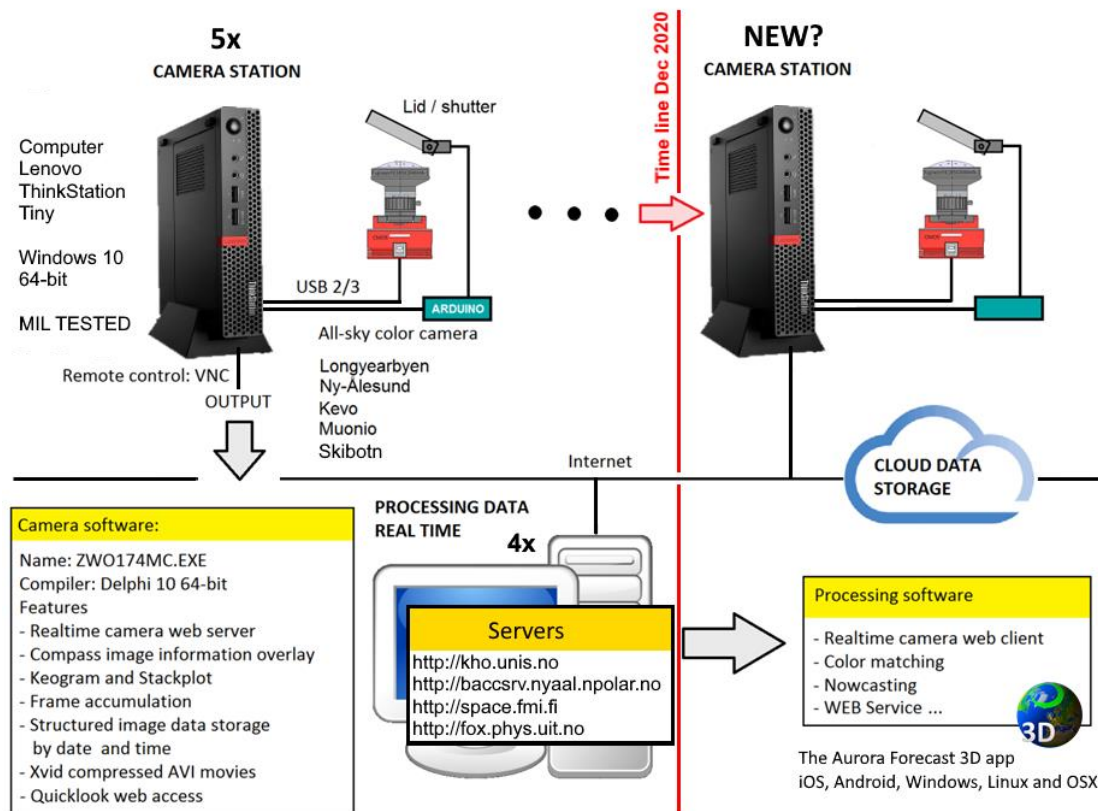 5x
CAMERA STATION
Lid / shutter
Computer
Lenovo
ThinkStation
Tiny
Windows 10
64-bit
MIL TESTED
ThinkStation
USB 2/3
ARDUINO
All-sky color camera
Longyearbyen
Ny-Ålesund
Kevo
Muonio
Skibotn
Remote control: VNC
OUTPUT
Time line Dec 2020
NEW?
CAMERA STATION
ThinkStation
Internet
CLOUD DATA
STORAGE
Camera software:
Name: ZWO174MC.EXE
Compiler: Delphi 10 64-bit
Features
- Realtime camera web server
- Compass image information overlay
- Keogram and Stackplot
- Frame accumulation
- Structured image data storage
by date and time
- Xvid compressed AVI movies
- Quicklook web access
PROCESSING DATA
REAL TIME
4x
Servers
http://kho.unis.no
http://baccsrv.nyaal.npolar.no
http://space.fmi.fi
http://fox.phys.uit.no
Processing software
- Realtime camera web client
- Color matching
- Nowcasting
- WEB Service ...
3D
The Aurora Forecast 3D app
iOS, Android, Windows, Linux and OSX